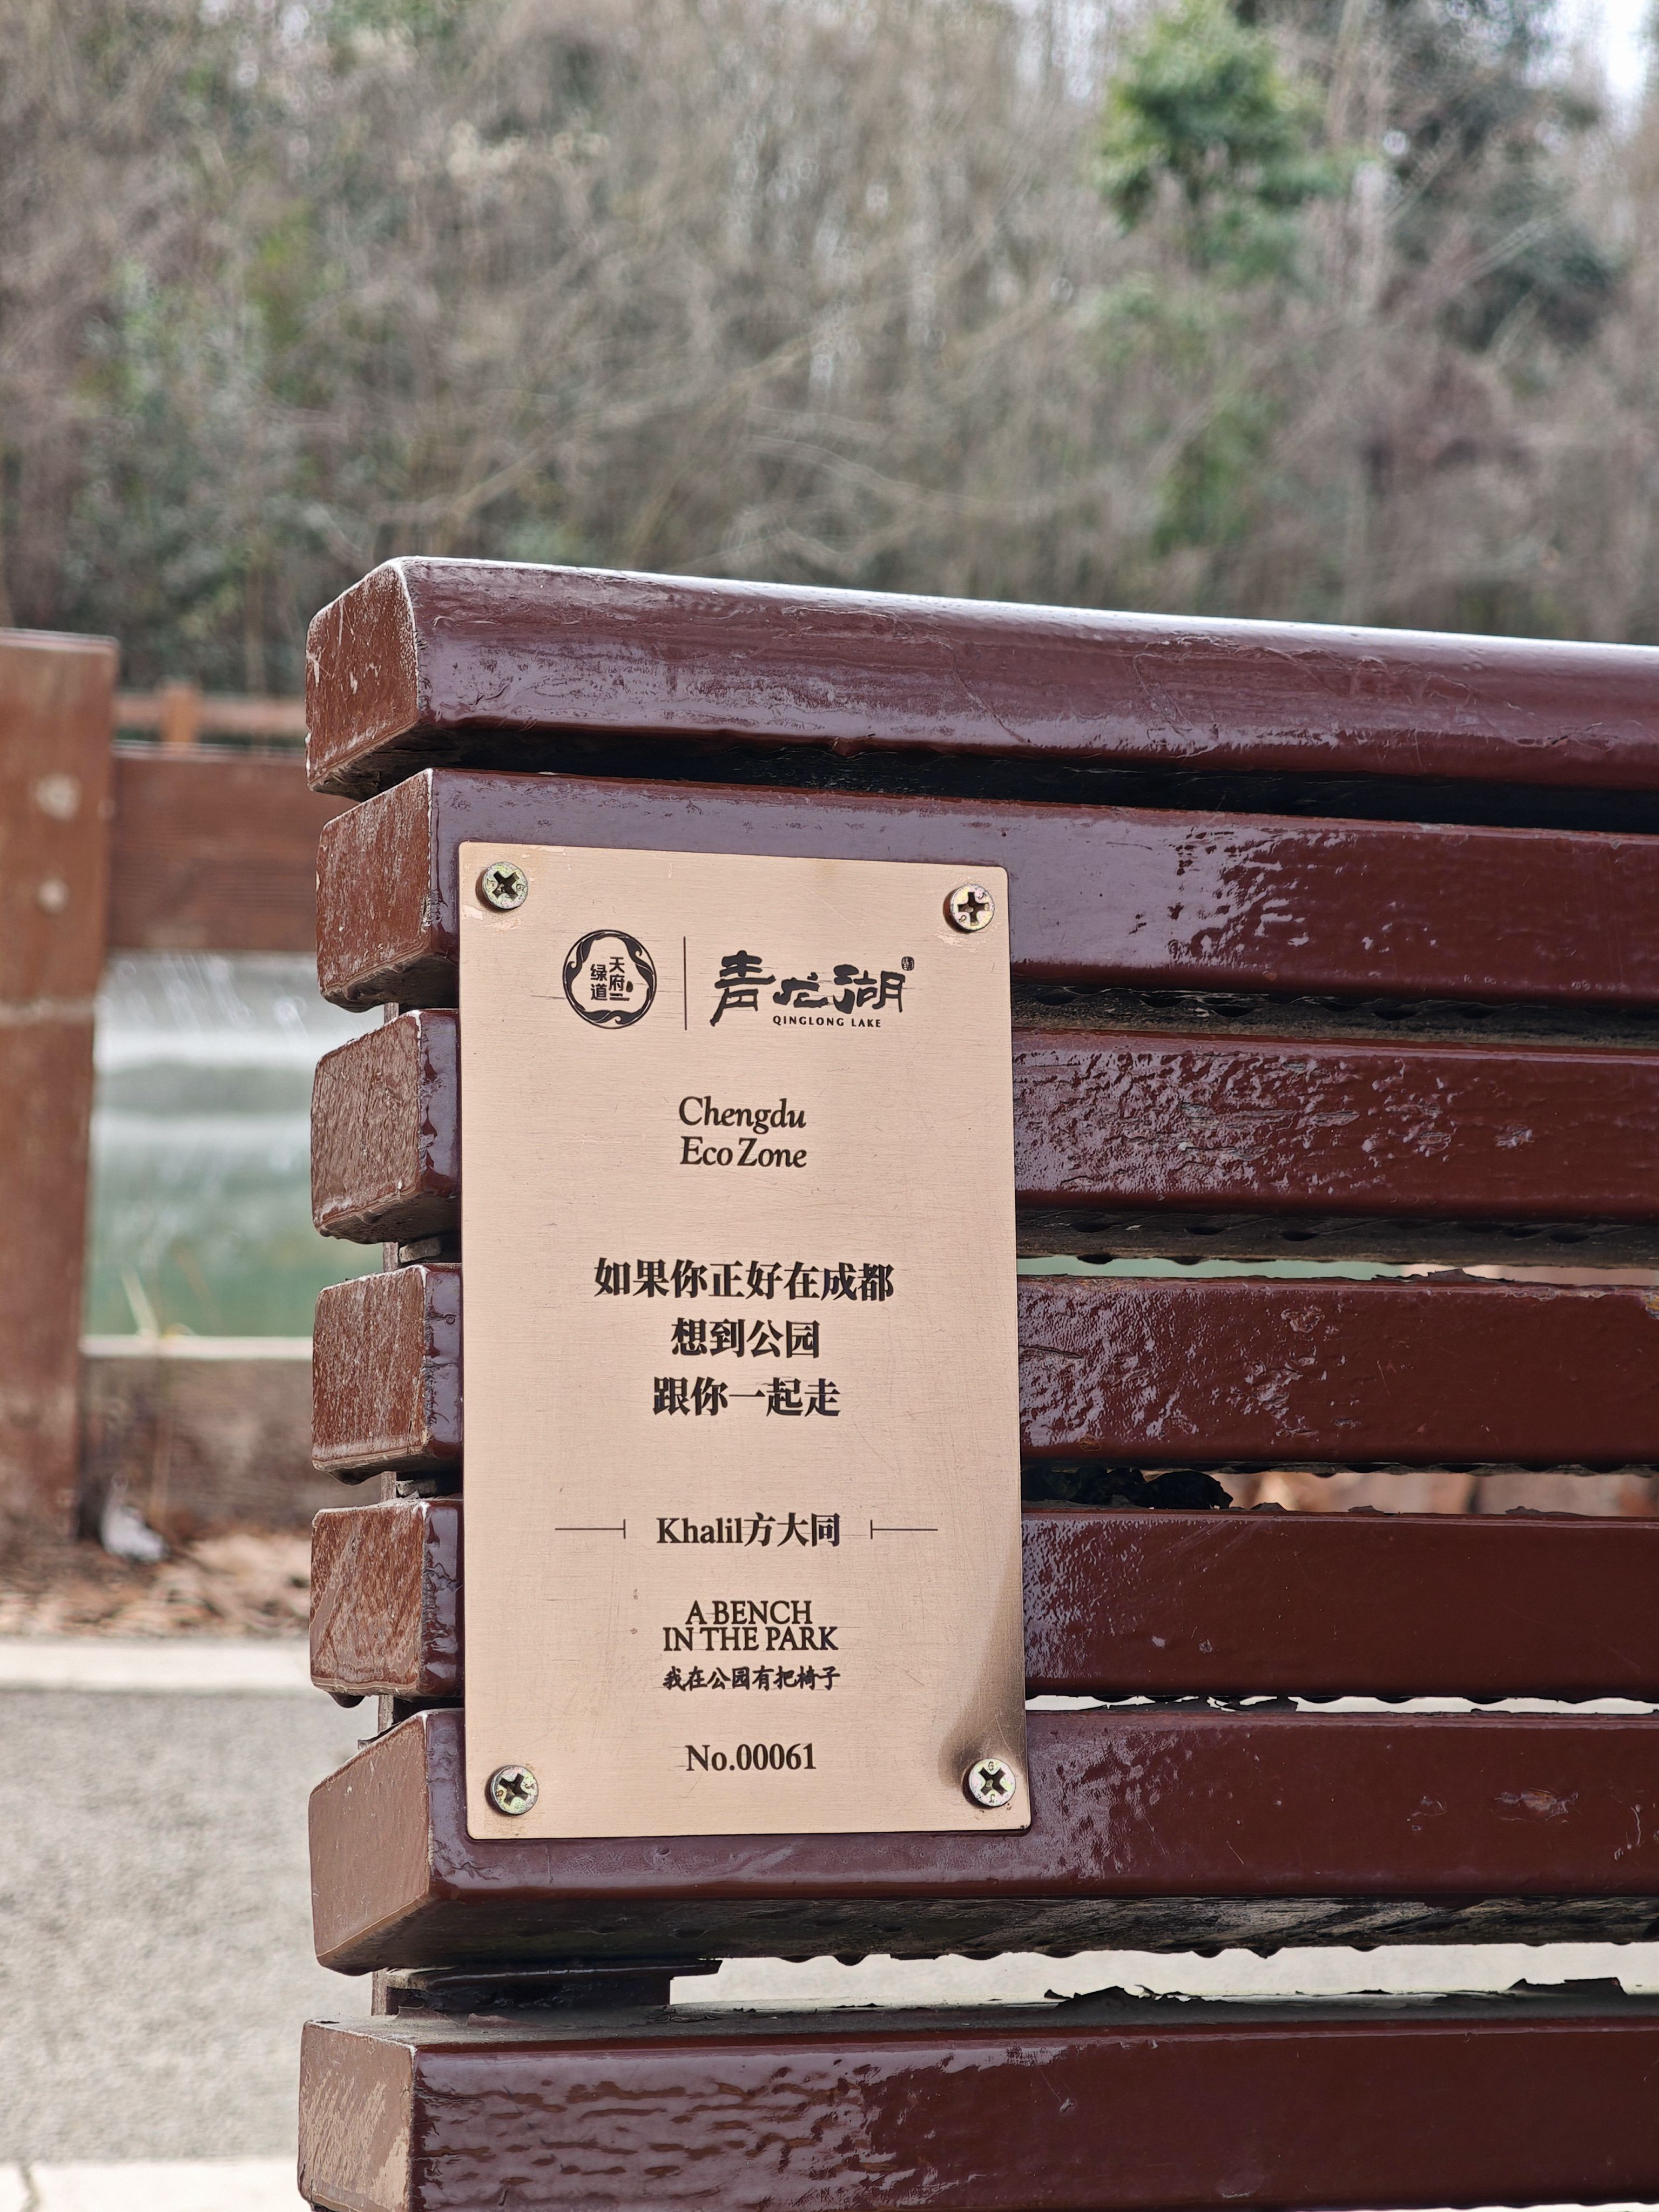 天府
绿道
青龙湖
QINGLONG LAKE
Chengdu
Eco Zone
如果你正好在成都
想到公园
跟你一起走
Khalil方大同
A BENCH
IN THE PARK
我在公园有把椅子
No.00061